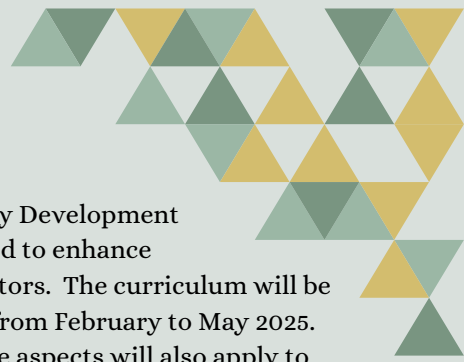 y Development
d to enhance
tors. The curriculum will be
from February to May 2025.
e aspects will also apply to